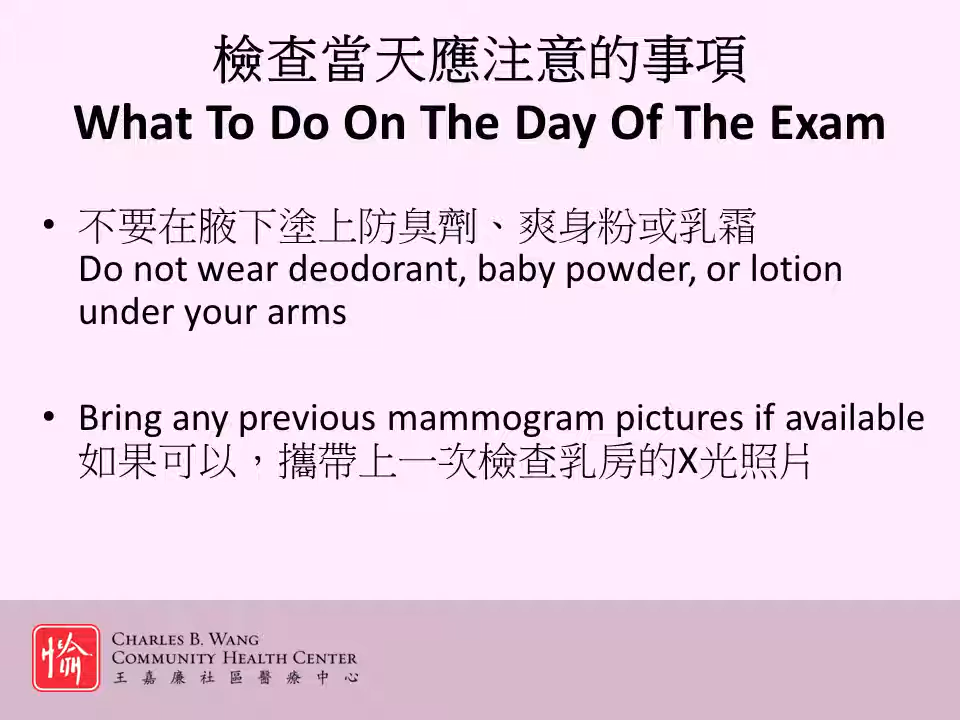 檢查當天應注意的事項
What To Do On The Day Of The Exam
• 不要在腋下塗上防臭劑、爽身粉或乳霜
Do not wear deodorant, baby powder, or lotion
under your arms
• Bring any previous mammogram pictures if available
如果可以，攜帶上一次檢查乳房的X光照片
愉
CHARLES B. WANG
COMMUNITY HEALTH CENTER
王嘉廉社區醫療中心